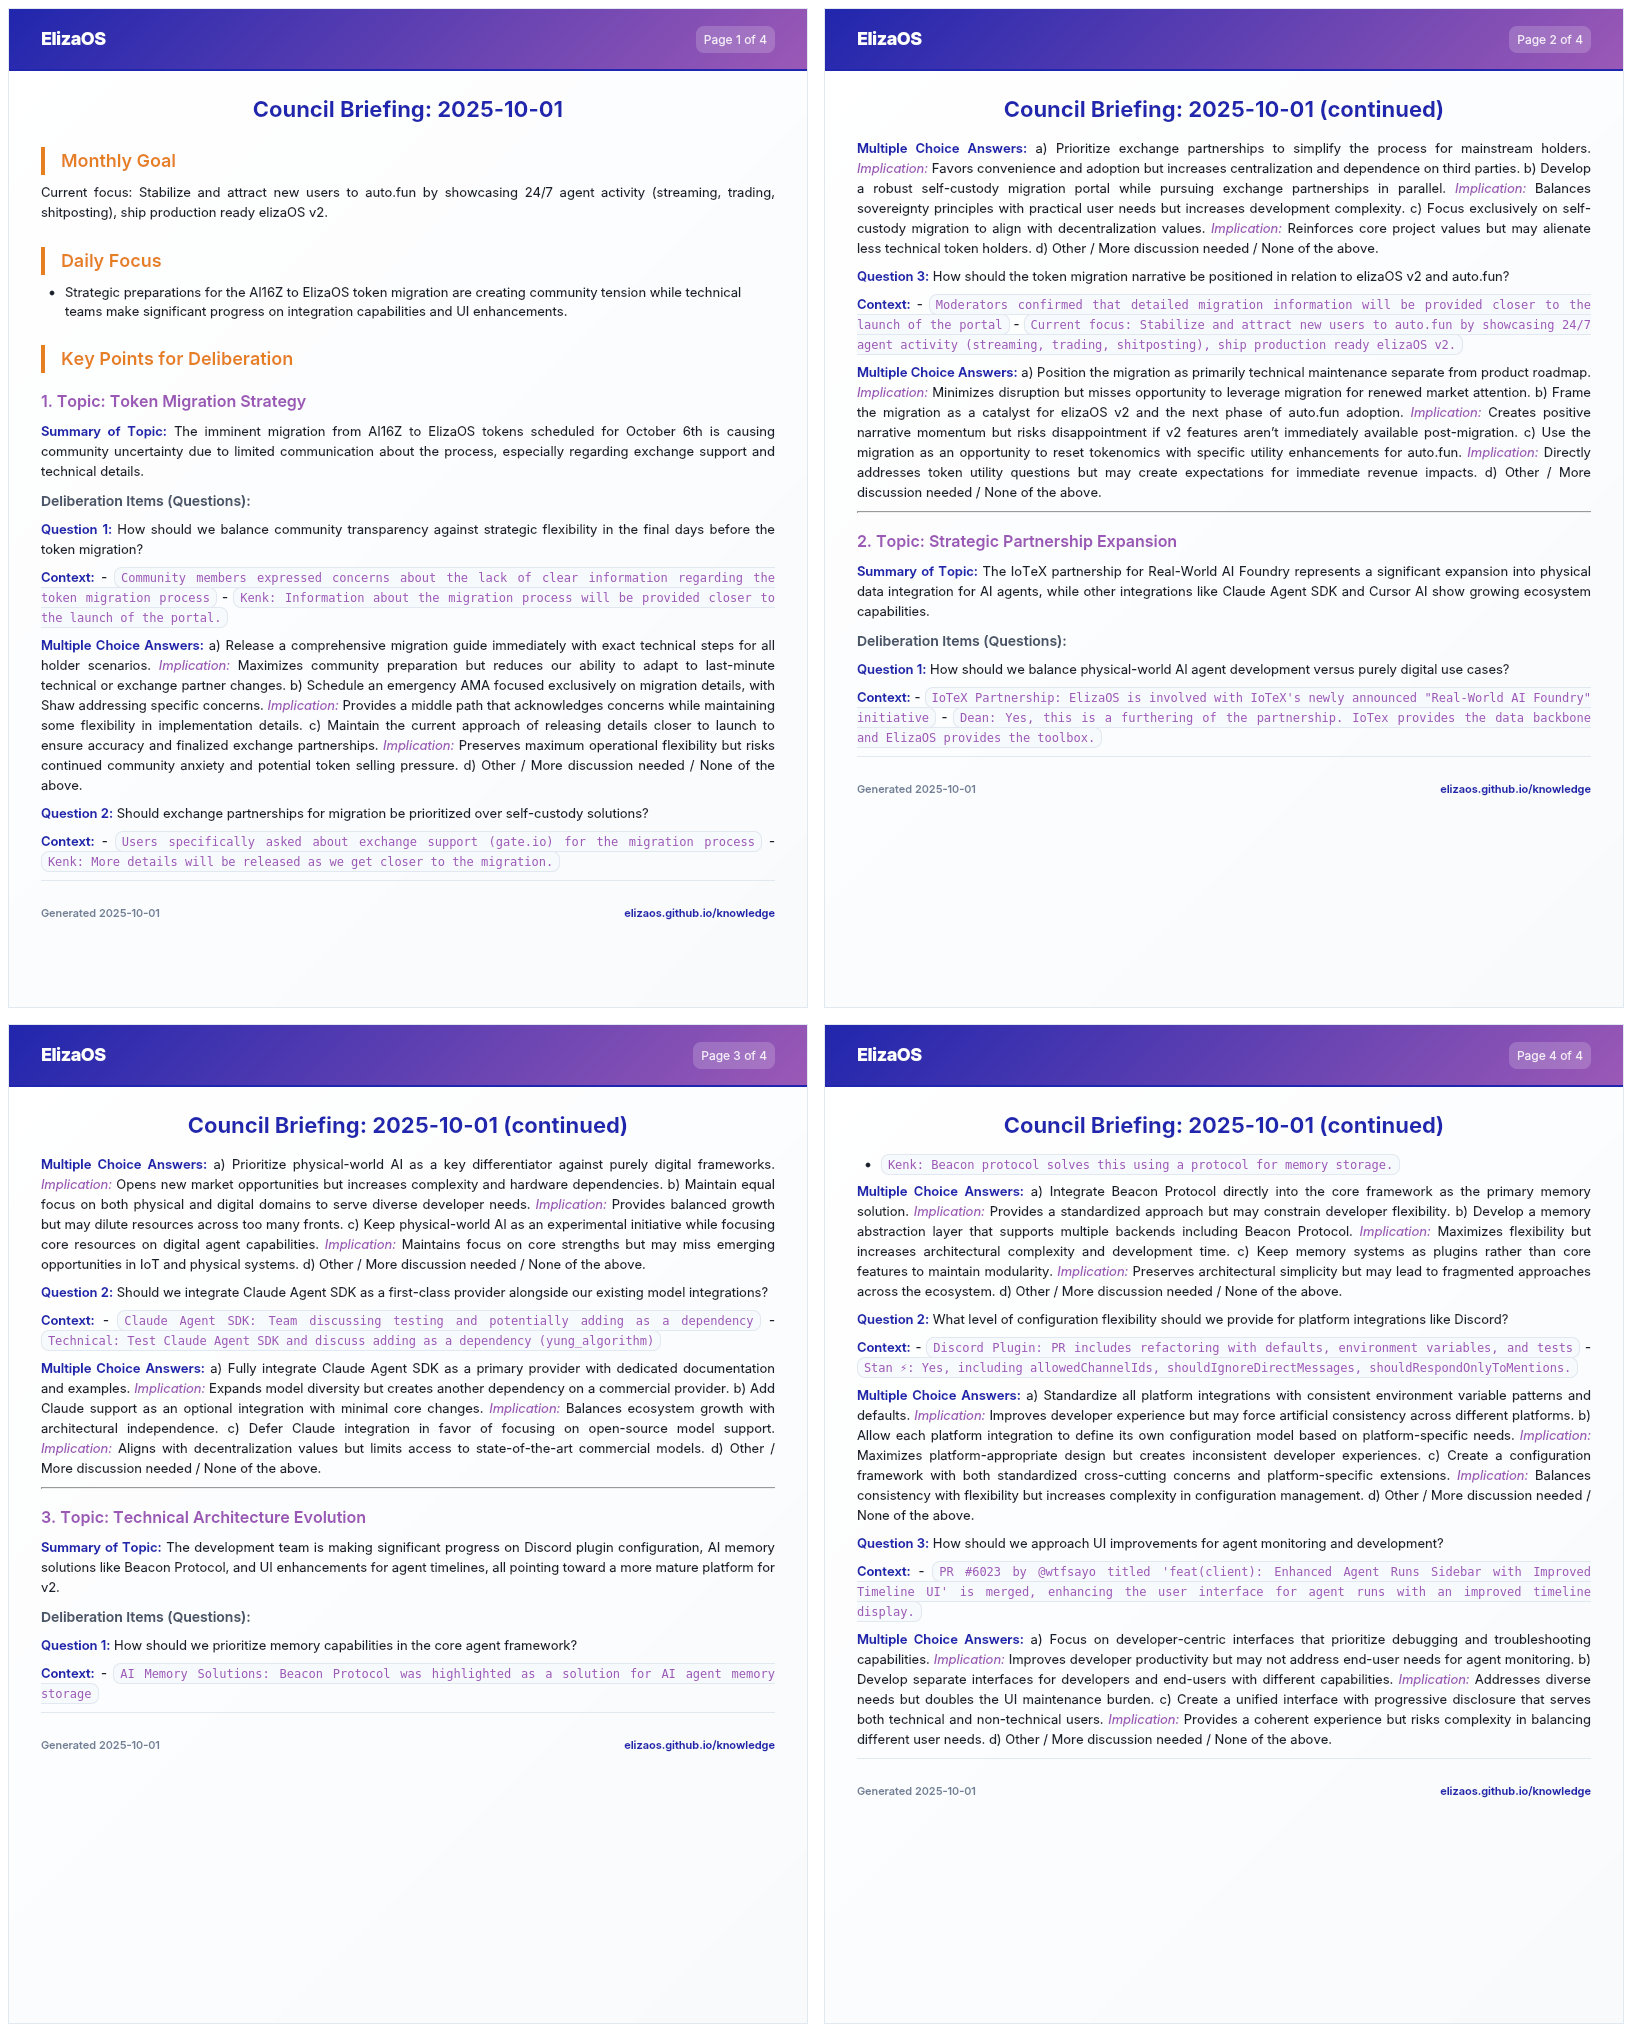 ElizaOS
Page 1 of 4
Council Briefing: 2025-10-01
Monthly Goal
Current focus: Stabilize and attract new users to auto.fun by showcasing 24/7 agent activity (streaming, trading,
shitposting), ship production ready elizaOS v2.
Daily Focus
• Strategic preparations for the AI16Z to ElizaOS token migration are creating community tension while technical
teams make significant progress on integration capabilities and UI enhancements.
Key Points for Deliberation
1. Topic: Token Migration Strategy
Summary of Topic: The imminent migration from AI16Z to ElizaOS tokens scheduled for October 6th is causing
community uncertainty due to limited communication about the process, especially regarding exchange support and
technical details.
Deliberation Items (Questions):
Question 1: How should we balance community transparency against strategic flexibility in the final days before the
token migration?
Context: - Community members expressed concerns about the lack of clear information regarding the
token migration process - Kenk: Information about the migration process will be provided closer to
the launch of the portal.
Multiple Choice Answers: a) Release a comprehensive migration guide immediately with exact technical steps for all
holder scenarios. Implication: Maximizes community preparation but reduces our ability to adapt to last-minute
technical or exchange partner changes. b) Schedule an emergency AMA focused exclusively on migration details, with
Shaw addressing specific concerns. Implication: Provides a middle path that acknowledges concerns while maintaining
some flexibility in implementation details. c) Maintain the current approach of releasing details closer to launch to
ensure accuracy and finalized exchange partnerships. Implication: Preserves maximum operational flexibility but risks
continued community anxiety and potential token selling pressure. d) Other / More discussion needed / None of the
above.
Question 2: Should exchange partnerships for migration be prioritized over self-custody solutions?
Context: - Users specifically asked about exchange support (gate.io) for the migration process -
Kenk: More details will be released as we get closer to the migration.
Generated 2025-10-01
elizaos.github.io/knowledge
ElizaOS
Page 2 of 4
Council Briefing: 2025-10-01 (continued)
Multiple Choice Answers: a) Prioritize exchange partnerships to simplify the process for mainstream holders.
Implication: Favors convenience and adoption but increases centralization and dependence on third parties. b) Develop
a robust self-custody migration portal while pursuing exchange partnerships in parallel. Implication: Balances
sovereignty principles with practical user needs but increases development complexity. c) Focus exclusively on self-
custody migration to align with decentralization values. Implication: Reinforces core project values but may alienate
less technical token holders. d) Other / More discussion needed / None of the above.
Question 3: How should the token migration narrative be positioned in relation to elizaOS v2 and auto.fun?
Context: - Moderators confirmed that detailed migration information will be provided closer to the
launch of the portal - Current focus: Stabilize and attract new users to auto.fun by showcasing 24/7
agent activity (streaming, trading, shitposting), ship production ready elizaOS v2.
Multiple Choice Answers: a) Position the migration as primarily technical maintenance separate from product roadmap.
Implication: Minimizes disruption but misses opportunity to leverage migration for renewed market attention. b) Frame
the migration as a catalyst for elizaOS v2 and the next phase of auto.fun adoption. Implication: Creates positive
narrative momentum but risks disappointment if v2 features aren't immediately available post-migration. c) Use the
migration as an opportunity to reset tokenomics with specific utility enhancements for auto.fun. Implication: Directly
addresses token utility questions but may create expectations for immediate revenue impacts. d) Other / More
discussion needed / None of the above.
2. Topic: Strategic Partnership Expansion
Summary of Topic: The IoTeX partnership for Real-World AI Foundry represents a significant expansion into physical
data integration for AI agents, while other integrations like Claude Agent SDK and Cursor AI show growing ecosystem
capabilities.
Deliberation Items (Questions):
Question 1: How should we balance physical-world AI agent development versus purely digital use cases?
Context: - IoTeX Partnership: ElizaOS is involved with IoTeX's newly announced "Real-World AI Foundry"
initiative - Dean: Yes, this is a furthering of the partnership. IoTex provides the data backbone
and ElizaOS provides the toolbox.
Generated 2025-10-01
elizaos.github.io/knowledge
ElizaOS
Page 3 of 4
Council Briefing: 2025-10-01 (continued)
Multiple Choice Answers: a) Prioritize physical-world AI as a key differentiator against purely digital frameworks.
Implication: Opens new market opportunities but increases complexity and hardware dependencies. b) Maintain equal
focus on both physical and digital domains to serve diverse developer needs. Implication: Provides balanced growth
but may dilute resources across too many fronts. c) Keep physical-world AI as an experimental initiative while focusing
core resources on digital agent capabilities. Implication: Maintains focus on core strengths but may miss emerging
opportunities in IoT and physical systems. d) Other / More discussion needed / None of the above.
Question 2: Should we integrate Claude Agent SDK as a first-class provider alongside our existing model integrations?
Context: - Claude Agent SDK: Team discussing testing and potentially adding as a dependency -
Technical: Test Claude Agent SDK and discuss adding as a dependency (yung_algorithm)
Multiple Choice Answers: a) Fully integrate Claude Agent SDK as a primary provider with dedicated documentation
and examples. Implication: Expands model diversity but creates another dependency on a commercial provider. b) Add
Claude support as an optional integration with minimal core changes. Implication: Balances ecosystem growth with
architectural independence. c) Defer Claude integration in favor of focusing on open-source model support.
Implication: Aligns with decentralization values but limits access to state-of-the-art commercial models. d) Other /
More discussion needed / None of the above.
3. Topic: Technical Architecture Evolution
Summary of Topic: The development team is making significant progress on Discord plugin configuration, AI memory
solutions like Beacon Protocol, and UI enhancements for agent timelines, all pointing toward a more mature platform for
v2.
Deliberation Items (Questions):
Question 1: How should we prioritize memory capabilities in the core agent framework?
Context: - AI Memory Solutions: Beacon Protocol was highlighted as a solution for AI agent memory
storage
Generated 2025-10-01
elizaos.github.io/knowledge
ElizaOS
Page 4 of 4
Council Briefing: 2025-10-01 (continued)
• Kenk: Beacon protocol solves this using a protocol for memory storage.
Multiple Choice Answers: a) Integrate Beacon Protocol directly into the core framework as the primary memory
solution. Implication: Provides a standardized approach but may constrain developer flexibility. b) Develop a memory
abstraction layer that supports multiple backends including Beacon Protocol. Implication: Maximizes flexibility but
increases architectural complexity and development time. c) Keep memory systems as plugins rather than core
features to maintain modularity. Implication: Preserves architectural simplicity but may lead to fragmented approaches
across the ecosystem. d) Other / More discussion needed / None of the above.
Question 2: What level of configuration flexibility should we provide for platform integrations like Discord?
Context: - Discord Plugin: PR includes refactoring with defaults, environment variables, and tests -
Stan ⚡: Yes, including allowedChannelIds, shouldIgnoreDirectMessages, shouldRespondOnlyToMentions.
Multiple Choice Answers: a) Standardize all platform integrations with consistent environment variable patterns and
defaults. Implication: Improves developer experience but may force artificial consistency across different platforms. b)
Allow each platform integration to define its own configuration model based on platform-specific needs. Implication:
Maximizes platform-appropriate design but creates inconsistent developer experiences. c) Create a configuration
framework with both standardized cross-cutting concerns and platform-specific extensions. Implication: Balances
consistency with flexibility but increases complexity in configuration management. d) Other / More discussion needed /
None of the above.
Question 3: How should we approach UI improvements for agent monitoring and development?
Context: - PR #6023 by @wtfsayo titled 'feat(client): Enhanced Agent Runs Sidebar with Improved
Timeline UI' is merged, enhancing the user interface for agent runs with an improved timeline
display.
Multiple Choice Answers: a) Focus on developer-centric interfaces that prioritize debugging and troubleshooting
capabilities. Implication: Improves developer productivity but may not address end-user needs for agent monitoring. b)
Develop separate interfaces for developers and end-users with different capabilities. Implication: Addresses diverse
needs but doubles the UI maintenance burden. c) Create a unified interface with progressive disclosure that serves
both technical and non-technical users. Implication: Provides a coherent experience but risks complexity in balancing
different user needs. d) Other / More discussion needed / None of the above.
Generated 2025-10-01
elizaos.github.io/knowledge